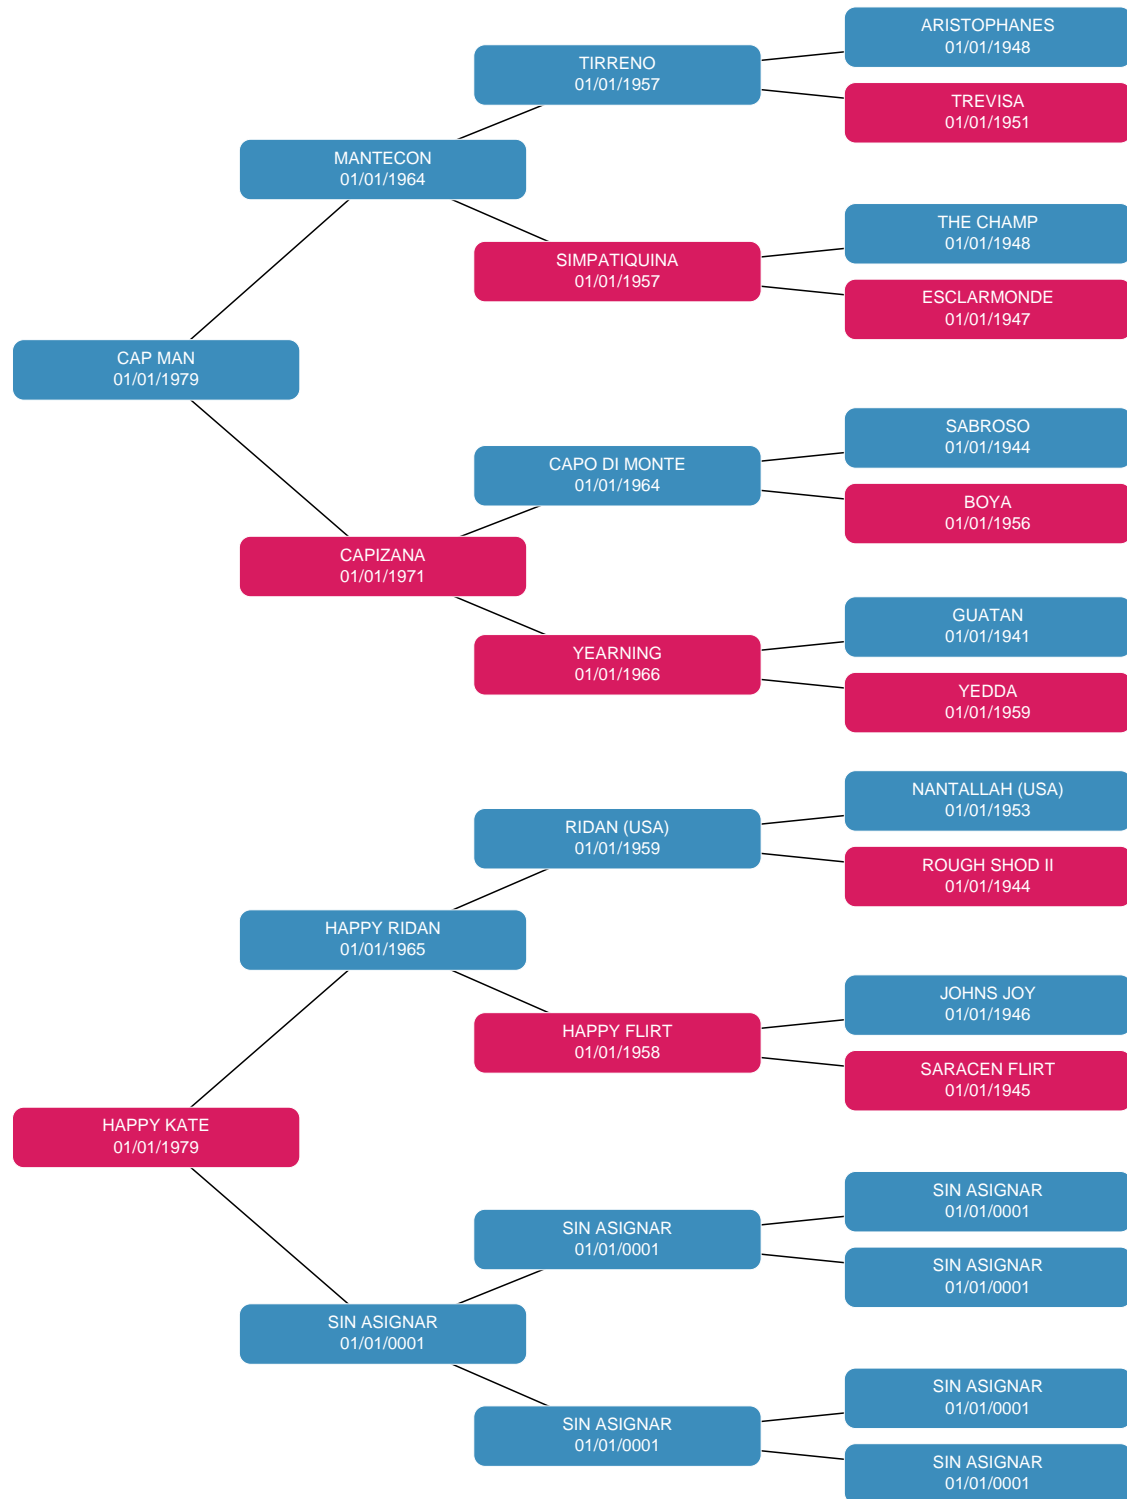 ARISTOPHANES
01/01/1948
TIRRENO
01/01/1957
TREVISA
01/01/1951
MANTECON
01/01/1964
THE CHAMP
01/01/1948
SIMPATIQUINA
01/01/1957
ESCLARMONDE
01/01/1947
CAP MAN
01/01/1979
SABROSO
01/01/1944
CAPO DI MONTE
01/01/1964
BOYA
01/01/1956
CAPIZANA
01/01/1971
GUATAN
01/01/1941
YEARNING
01/01/1966
YEDDA
01/01/1959
NANTALLAH (USA)
01/01/1953
RIDAN (USA)
01/01/1959
ROUGH SHOD II
01/01/1944
HAPPY RIDAN
01/01/1965
JOHNS JOY
01/01/1946
HAPPY FLIRT
01/01/1958
SARACEN FLIRT
01/01/1945
HAPPY KATE
01/01/1979
SIN ASIGNAR
01/01/0001
SIN ASIGNAR
01/01/0001
SIN ASIGNAR
01/01/0001
SIN ASIGNAR
01/01/0001
SIN ASIGNAR
01/01/0001
SIN ASIGNAR
01/01/0001
SIN ASIGNAR
01/01/0001